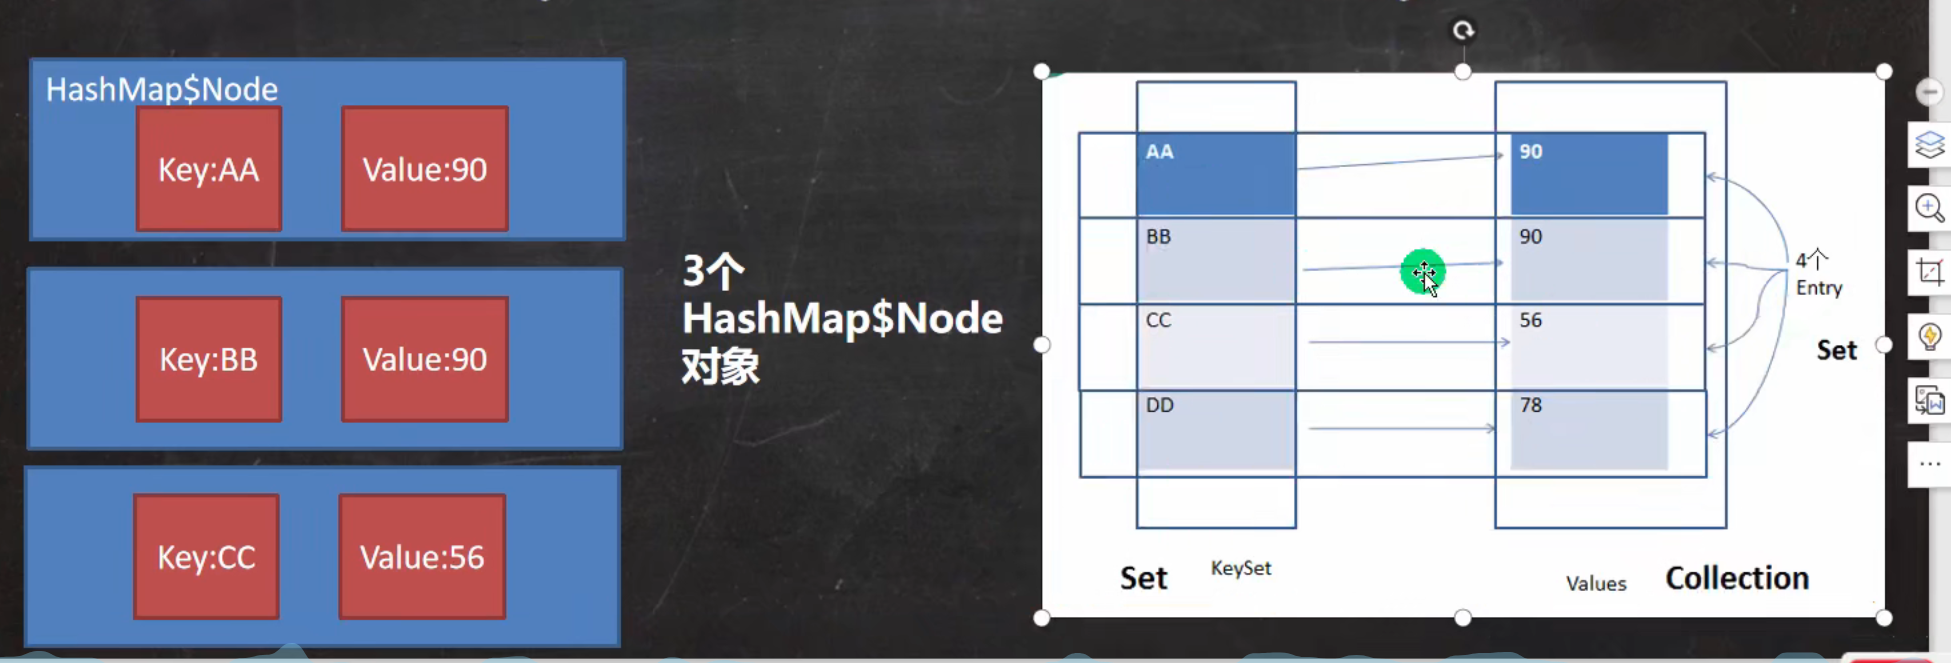 HashMap$Node
Key:AA
Value:90
Key:BB
Value:90
Key:CC
Value:56
3个
HashMap$Node
对象
AA
90
BB
90
CC
56
DD
78
4个
Entry
Set
Set
KeySet
Values
Collection